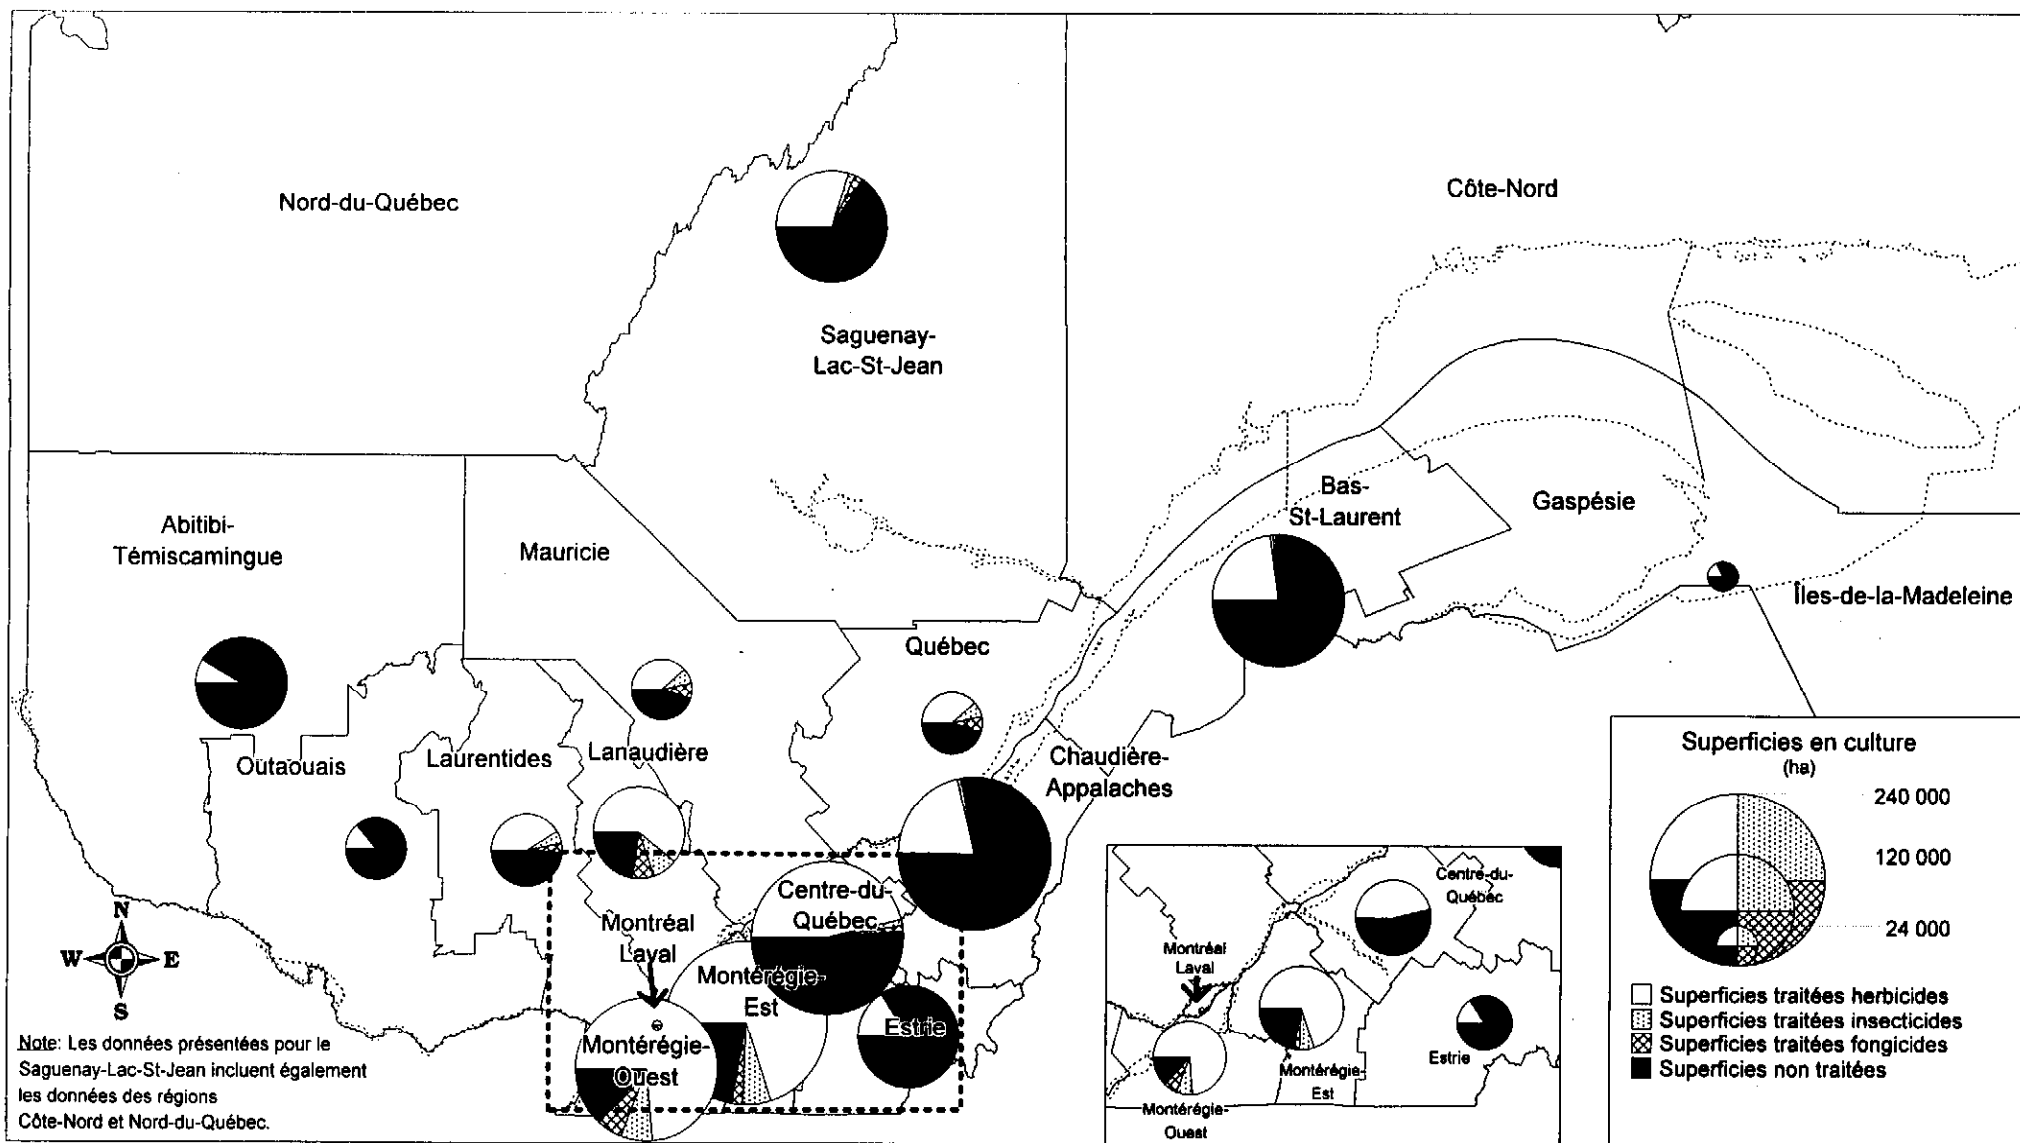 Nord-du-Québec
Côte-Nord
Saguenay-
Lac-St-Jean
Bas-
St-Laurent
Gaspésie
Îles-de-la-Madeleine
Abitibi-
Témiscamingue
Mauricie
Québec
Outaouais
Laurentides
Lanaudière
Chaudière-
Appalaches
Centre-du-
Québec
Montréal
Laval
Montérégie-
Est
Montérégie-
Ouest
Estrie
N
W
E
S
Note: Les données présentées pour le
Saguenay-Lac-St-Jean incluent également
les données des régions
Côte-Nord et Nord-du-Québec.
Centre-du-
Québec
Montréal
Laval
Estrie
Montérégie-
Est
Montérégie-
Ouest
Superficies en culture
(ha)
240 000
120 000
24 000
Superficies traitées herbicides
Superficies traitées insecticides
Superficies traitées fongicides
Superficies non traitées